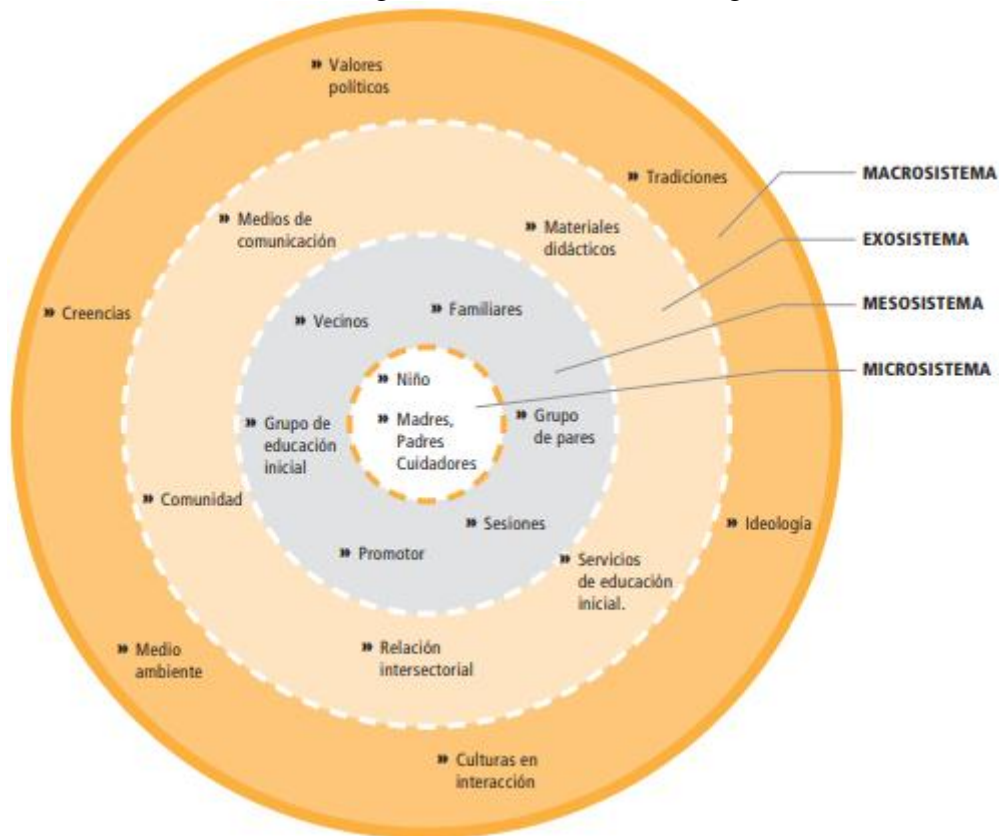 » Valores
políticos
» Tradiciones
MACROSISTEMA
» Medios de
comunicación
» Materiales
didácticos
EXOSISTEMA
» Creencias
» Vecinos
» Familiares
MESOSISTEMA
» Niño
MICROSISTEMA
» Madres,
Padres
Cuidadores
» Grupo de
educación
inicial
» Grupo
de pares
» Comunidad
» Sesiones
» Ideología
» Promotor
» Servicios
de educación
inicial.
» Medio
ambiente
» Relación
intersectorial
» Culturas en
interacción